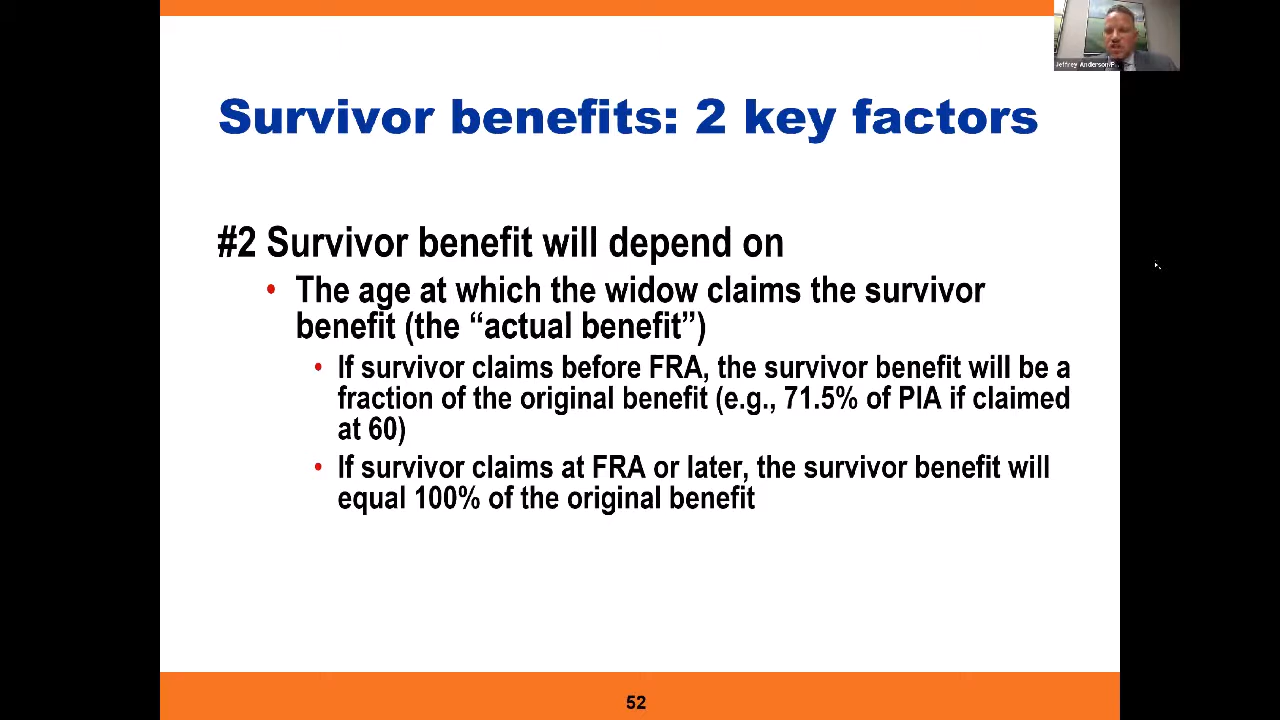 Jeffrey Anderson
Survivor benefits: 2 key factors
#2 Survivor benefit will depend on
• The age at which the widow claims the survivor
benefit (the “actual benefit”)
• If survivor claims before FRA, the survivor benefit will be a
fraction of the original benefit (e.g., 71.5% of PIA if claimed
at 60)
• If survivor claims at FRA or later, the survivor benefit will
equal 100% of the original benefit
52